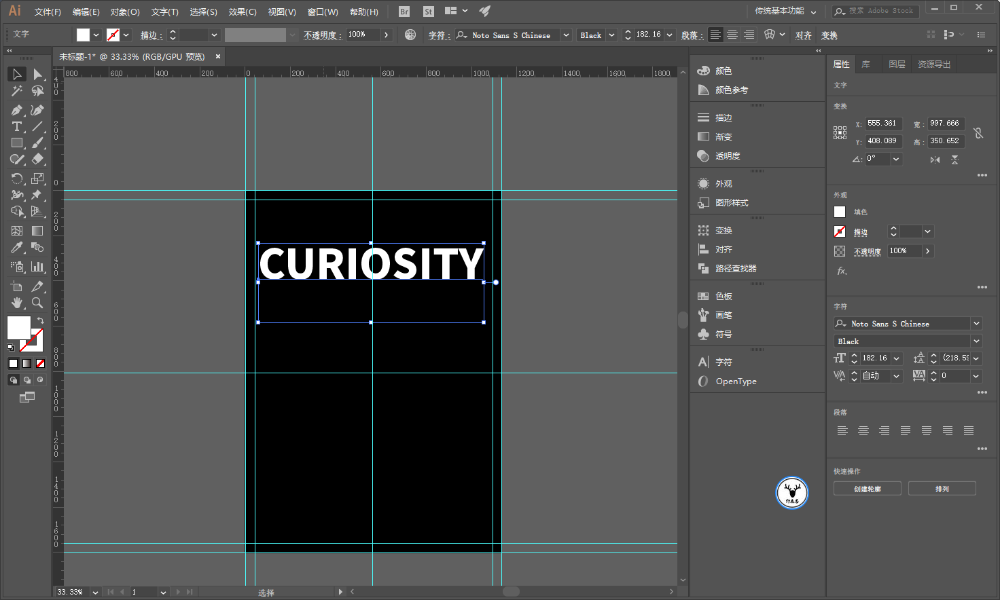 Ai 文件(F) 编辑(E) 对象(O) 文字(T) 选择(S) 效果(C) 视图(V) 窗口(W) 帮助(H) Br St 传统基本功能 搜索 Adobe Stock
文字 描边: 不透明度: 100% 字符: Noto Sans S Chinese Black 182.16 段落: 对齐 变换
未标题-1* @ 33.33% (RGB/GPU 预览) ×
800 600 400 200 0 200 400 600 800 1000 1200 1400 1600 1800
400
200
0
200
400
600
800
1000
1200
1400
1600
CURIOSITY
33.33% 1 选择
颜色
颜色参考
描边
渐变
透明度
外观
图形样式
变换
对齐
路径查找器
色板
画笔
符号
字符
OpenType
属性 库 图层 资源导出
文字
变换
X: 555.361 宽: 997.666
Y: 408.089 高: 350.652
0°
外观
填色
描边
不透明度 100%
fx.
字符
Noto Sans S Chinese
Black
182.16 (218.59
自动 0
段落
快速操作
创建轮廓 排列